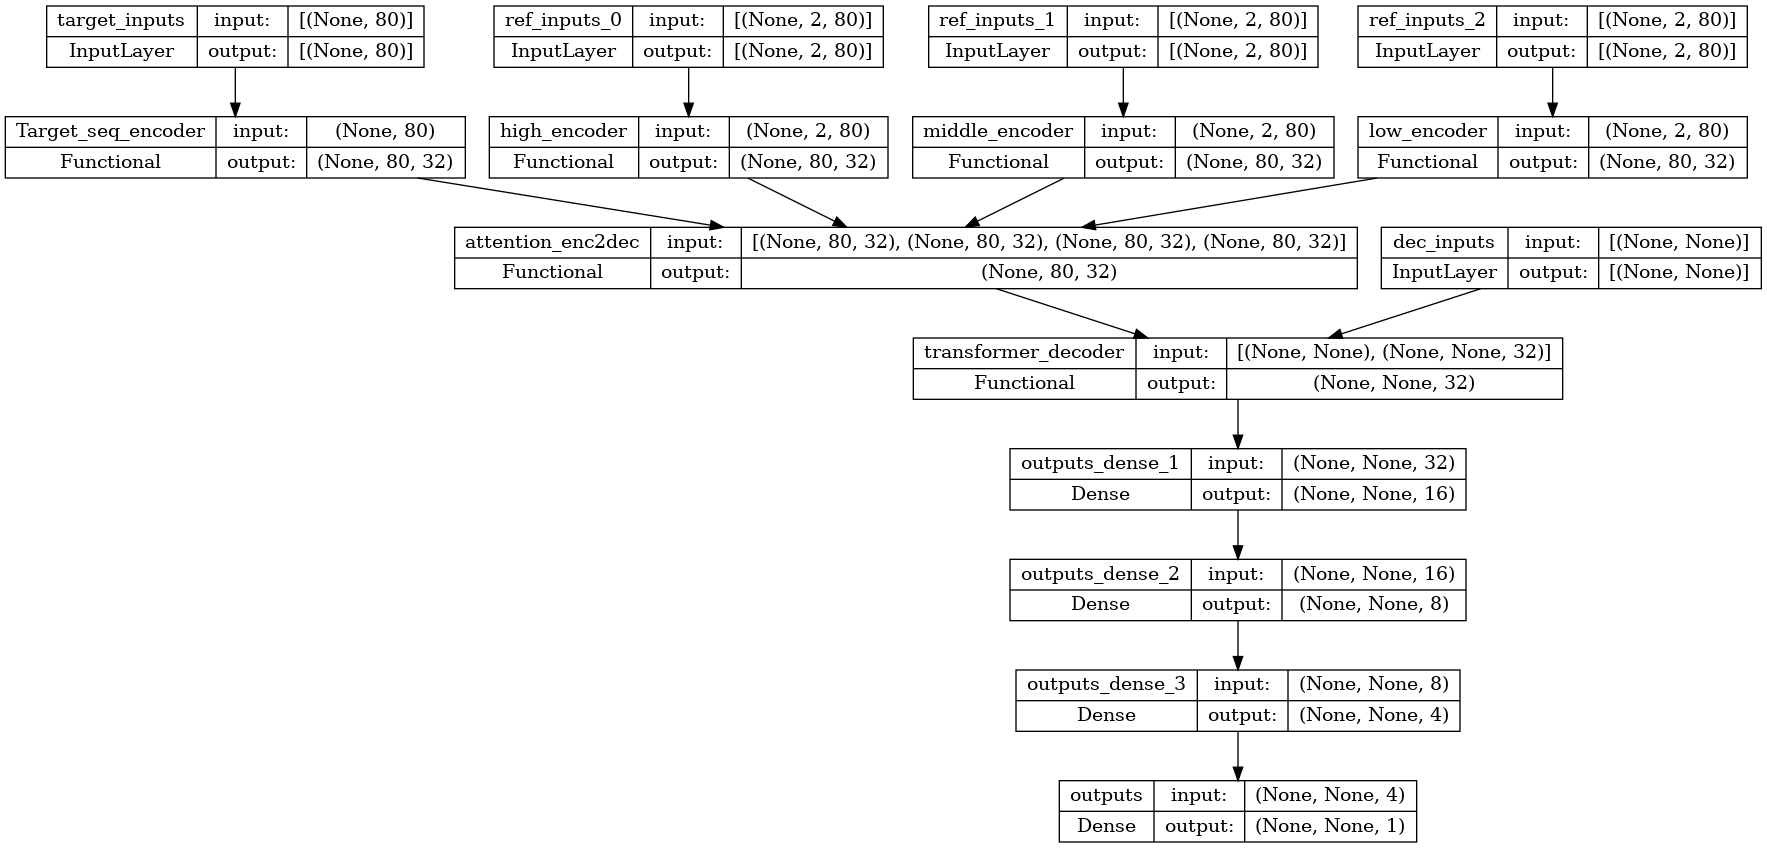 target_inputs input: [(None, 80)]
InputLayer output: [(None, 80)]
ref_inputs_0 input: [(None, 2, 80)]
InputLayer output: [(None, 2, 80)]
ref_inputs_1 input: [(None, 2, 80)]
InputLayer output: [(None, 2, 80)]
ref_inputs_2 input: [(None, 2, 80)]
InputLayer output: [(None, 2, 80)]
Target_seq_encoder input: (None, 80)
Functional output: (None, 80, 32)
high_encoder input: (None, 2, 80)
Functional output: (None, 80, 32)
middle_encoder input: (None, 2, 80)
Functional output: (None, 80, 32)
low_encoder input: (None, 2, 80)
Functional output: (None, 80, 32)
attention_enc2dec input: [(None, 80, 32), (None, 80, 32), (None, 80, 32), (None, 80, 32)]
Functional output: (None, 80, 32)
dec_inputs input: [(None, None)]
InputLayer output: [(None, None)]
transformer_decoder input: [(None, None), (None, None, 32)]
Functional output: (None, None, 32)
outputs_dense_1 input: (None, None, 32)
Dense output: (None, None, 16)
outputs_dense_2 input: (None, None, 16)
Dense output: (None, None, 8)
outputs_dense_3 input: (None, None, 8)
Dense output: (None, None, 4)
outputs input: (None, None, 4)
Dense output: (None, None, 1)